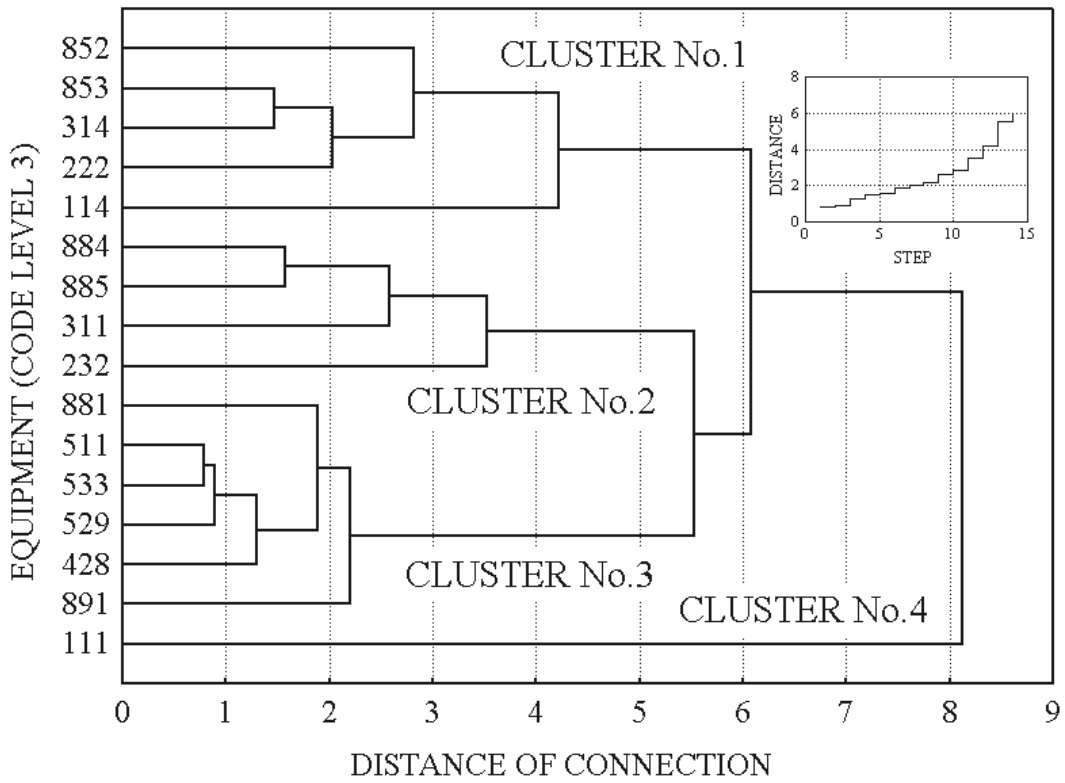 CLUSTER No.1
852
853
314
222
114
884
885
311
232
881
511
533
529
428
891
111
EQUIPMENT (CODE LEVEL 3)
8
6
4
2
0
DISTANCE
0 5 10 15
STEP
CLUSTER No.2
CLUSTER No.3
CLUSTER No.4
0 1 2 3 4 5 6 7 8 9
DISTANCE OF CONNECTION